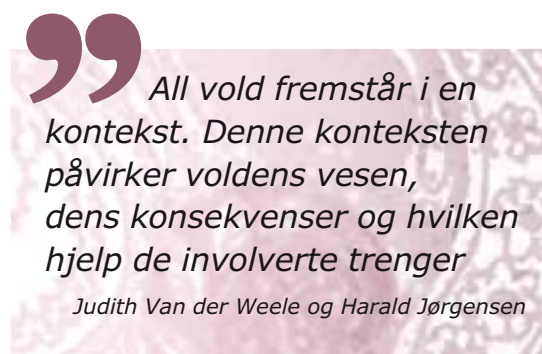 ”
All vold fremstår i en
kontekst. Denne konteksten
påvirker voldens vesen,
dens konsekvenser og hvilken
hjelp de involverte trenger
Judith Van der Weele og Harald Jørgensen